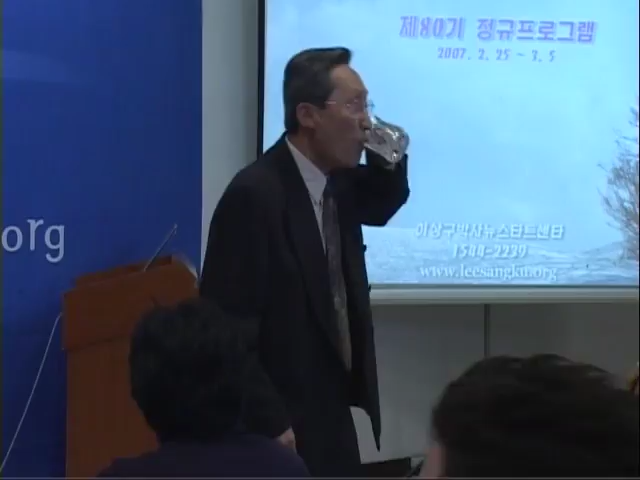 제80기 정규프로그램
2007. 2. 25 ~ 3. 5
org
이상구박사뉴스타트센타
1544-2239
www.leesangku.org